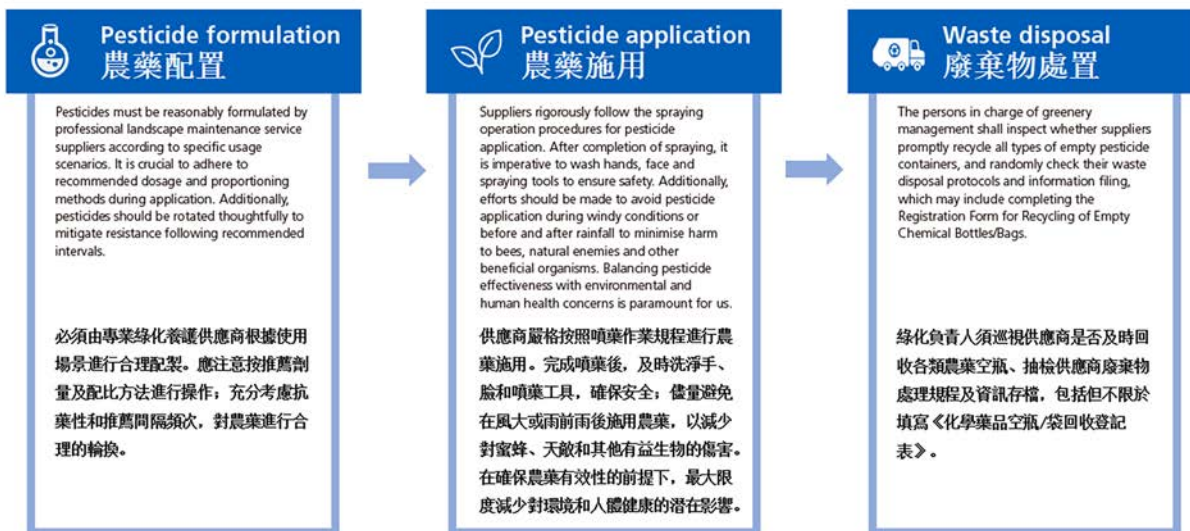 Pesticide formulation
農藥配置
Pesticides must be reasonably formulated by
professional landscape maintenance service
suppliers according to specific usage
scenarios. It is crucial to adhere to
recommended dosage and proportioning
methods during application. Additionally,
pesticides should be rotated thoughtfully to
mitigate resistance following recommended
intervals.
必須由專業綠化養護供應商根據使用
場景進行合理配製。應注意按推薦劑
量及配比方法進行操作；充分考慮抗
藥性和推薦間隔頻次，對農藥進行合
理的輪換。
Pesticide application
農藥施用
Suppliers rigorously follow the spraying
operation procedures for pesticide
application. After completion of spraying, it
is imperative to wash hands, face and
spraying tools to ensure safety. Additionally,
efforts should be made to avoid pesticide
application during windy conditions or
before and after rainfall to minimise harm
to bees, natural enemies and other
beneficial organisms. Balancing pesticide
effectiveness with environmental and
human health concerns is paramount for us.
供應商嚴格按照噴藥作業規程進行農
藥施用。完成噴藥後，及時洗淨手、
臉和噴藥工具，確保安全；儘量避免
在風大或雨前雨後施用農藥，以減少
對蜜蜂、天敵和其他有益生物的傷害。
在確保農藥有效性的前提下，最大限
度減少對環境和人體健康的潛在影響。
Waste disposal
廢棄物處置
The persons in charge of greenery
management shall inspect whether suppliers
promptly recycle all types of empty pesticide
containers, and randomly check their waste
disposal protocols and information filing,
which may include completing the
Registration Form for Recycling of Empty
Chemical Bottles/Bags.
綠化負責人須巡視供應商是否及時回
收各類農藥空瓶、抽檢供應商廢棄物
處理規程及資訊存檔，包括但不限於
填寫《化學藥品空瓶/袋回收登記
表》。